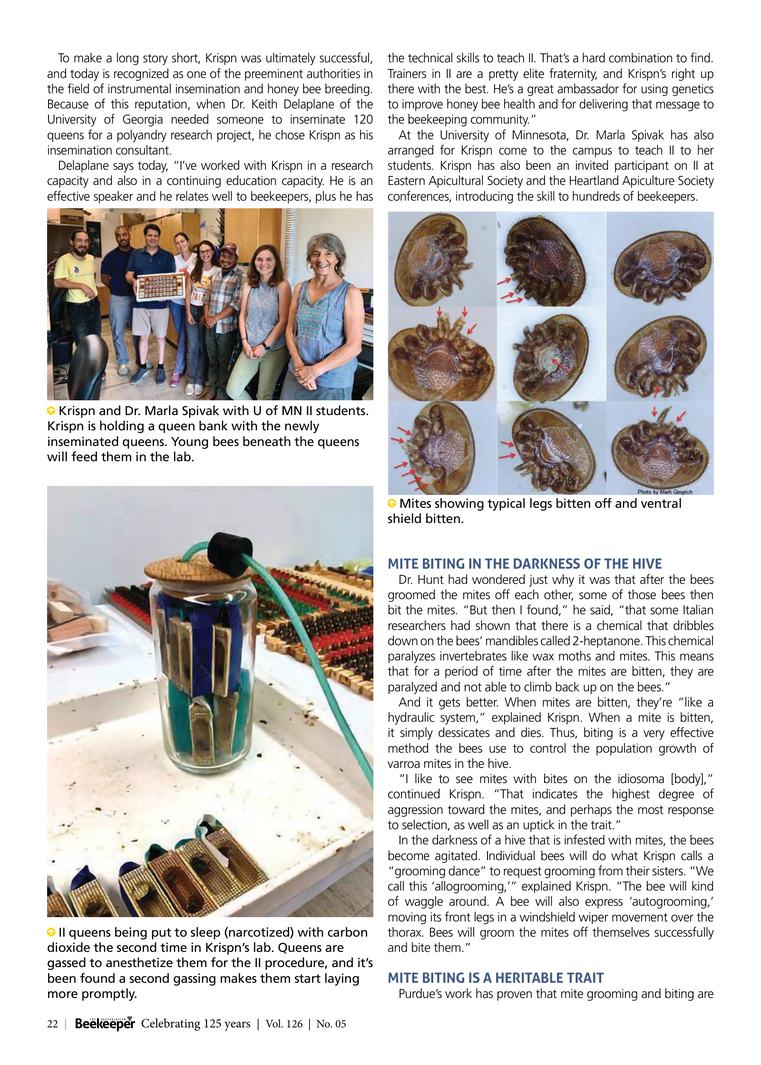 To make a long story short, Krispn was ultimately successful,
and today is recognized as one of the preeminent authorities in
the field of instrumental insemination and honey bee breeding.
Because of this reputation, when Dr. Keith Delaplane of the
University of Georgia needed someone to inseminate 120
queens for a polyandry research project, he chose Krispn as his
insemination consultant.
Delaplane says today, “I’ve worked with Krispn in a research
capacity and also in a continuing education capacity. He is an
effective speaker and he relates well to beekeepers, plus he has
Krispn and Dr. Marla Spivak with U of MN II students.
Krispn is holding a queen bank with the newly
inseminated queens. Young bees beneath the queens
will feed them in the lab.
II queens being put to sleep (narcotized) with carbon
dioxide the second time in Krispn’s lab. Queens are
gassed to anesthetize them for the II procedure, and it’s
been found a second gassing makes them start laying
more promptly.
the technical skills to teach II. That’s a hard combination to find.
Trainers in II are a pretty elite fraternity, and Krispn’s right up
there with the best. He’s a great ambassador for using genetics
to improve honey bee health and for delivering that message to
the beekeeping community.”
At the University of Minnesota, Dr. Marla Spivak has also
arranged for Krispn come to the campus to teach II to her
students. Krispn has also been an invited participant on II at
Eastern Apicultural Society and the Heartland Apiculture Society
conferences, introducing the skill to hundreds of beekeepers.
Photo by Mark Gingrich
Mites showing typical legs bitten off and ventral
shield bitten.
MITE BITING IN THE DARKNESS OF THE HIVE
Dr. Hunt had wondered just why it was that after the bees
groomed the mites off each other, some of those bees then
bit the mites. “But then I found,” he said, “that some Italian
researchers had shown that there is a chemical that dribbles
down on the bees’ mandibles called 2-heptanone. This chemical
paralyzes invertebrates like wax moths and mites. This means
that for a period of time after the mites are bitten, they are
paralyzed and not able to climb back up on the bees.”
And it gets better. When mites are bitten, they’re “like a
hydraulic system,” explained Krispn. When a mite is bitten,
it simply dessicates and dies. Thus, biting is a very effective
method the bees use to control the population growth of
varroa mites in the hive.
“I like to see mites with bites on the idiosoma [body],”
continued Krispn. “That indicates the highest degree of
aggression toward the mites, and perhaps the most response
to selection, as well as an uptick in the trait.”
In the darkness of a hive that is infested with mites, the bees
become agitated. Individual bees will do what Krispn calls a
“grooming dance” to request grooming from their sisters. “We
call this ‘allogrooming,’” explained Krispn. “The bee will kind
of waggle around. A bee will also express ‘autogrooming,’
moving its front legs in a windshield wiper movement over the
thorax. Bees will groom the mites off themselves successfully
and bite them.”
MITE BITING IS A HERITABLE TRAIT
Purdue’s work has proven that mite grooming and biting are
22 | Beekeeper Celebrating 125 years | Vol. 126 | No. 05